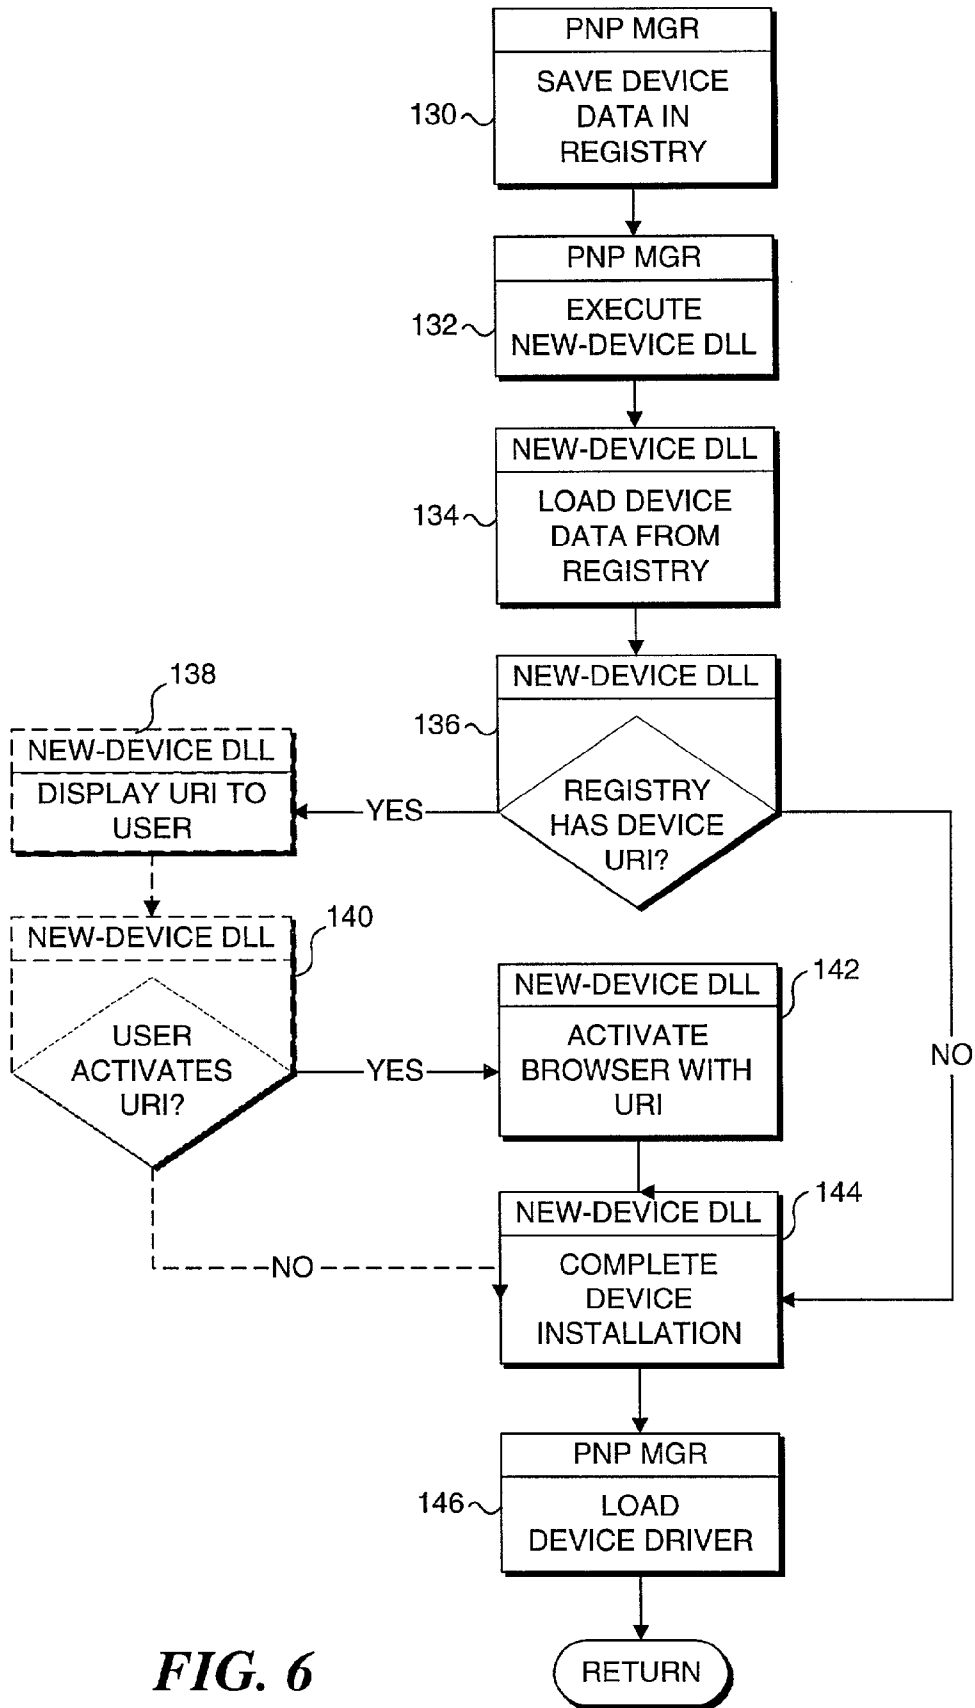 PNP MGR
130
SAVE DEVICE
DATA IN
REGISTRY
PNP MGR
132
EXECUTE
NEW-DEVICE DLL
NEW-DEVICE DLL
134
LOAD DEVICE
DATA FROM
REGISTRY
NEW-DEVICE DLL
136
REGISTRY
HAS DEVICE
URI?
YES
NO
138
NEW-DEVICE DLL
DISPLAY URI TO
USER
140
NEW-DEVICE DLL
USER
ACTIVATES
URI?
YES
NO
142
NEW-DEVICE DLL
ACTIVATE
BROWSER WITH
URI
144
NEW-DEVICE DLL
COMPLETE
DEVICE
INSTALLATION
PNP MGR
146
LOAD
DEVICE DRIVER
RETURN
FIG. 6